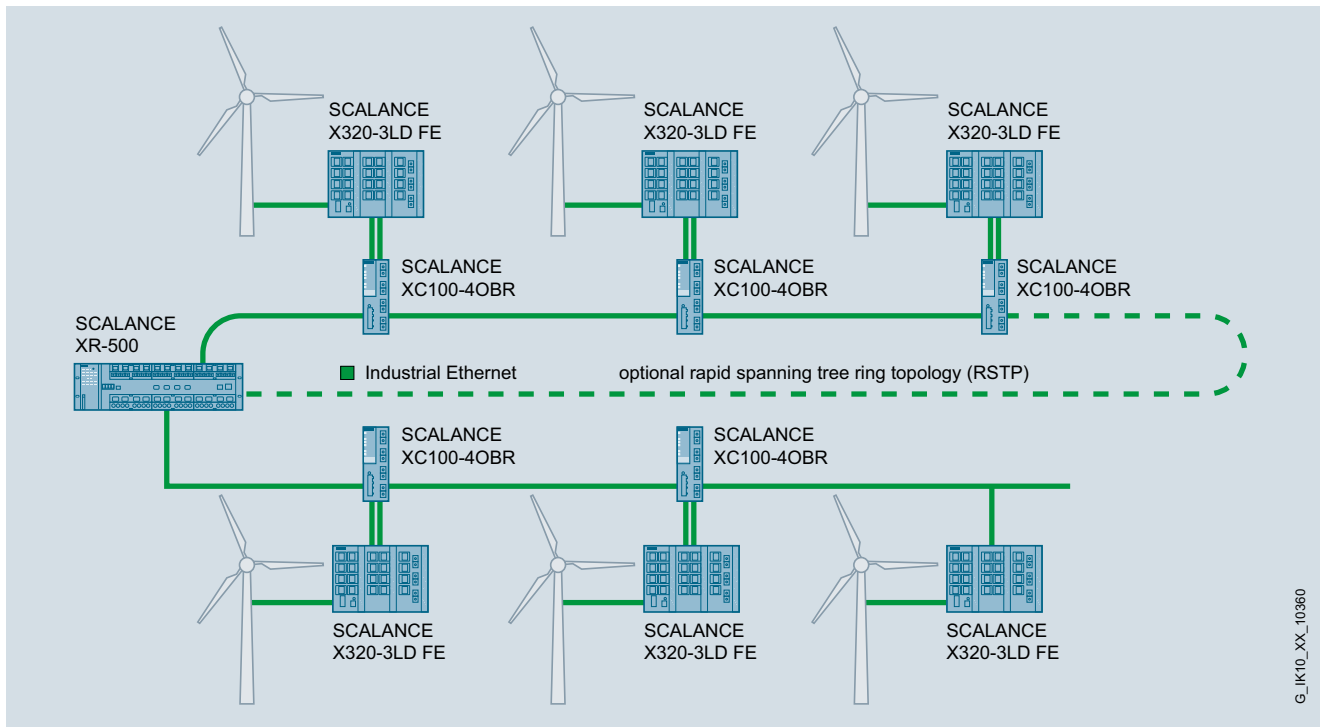 SCALANCE
X320-3LD FE
SCALANCE
X320-3LD FE
SCALANCE
X320-3LD FE
SCALANCE
XC100-4OBR
SCALANCE
XC100-4OBR
SCALANCE
XC100-4OBR
SCALANCE
XR-500
Industrial Ethernet
optional rapid spanning tree ring topology (RSTP)
SCALANCE
XC100-4OBR
SCALANCE
XC100-4OBR
SCALANCE
X320-3LD FE
SCALANCE
X320-3LD FE
SCALANCE
X320-3LD FE
G_IK10_XX_10360